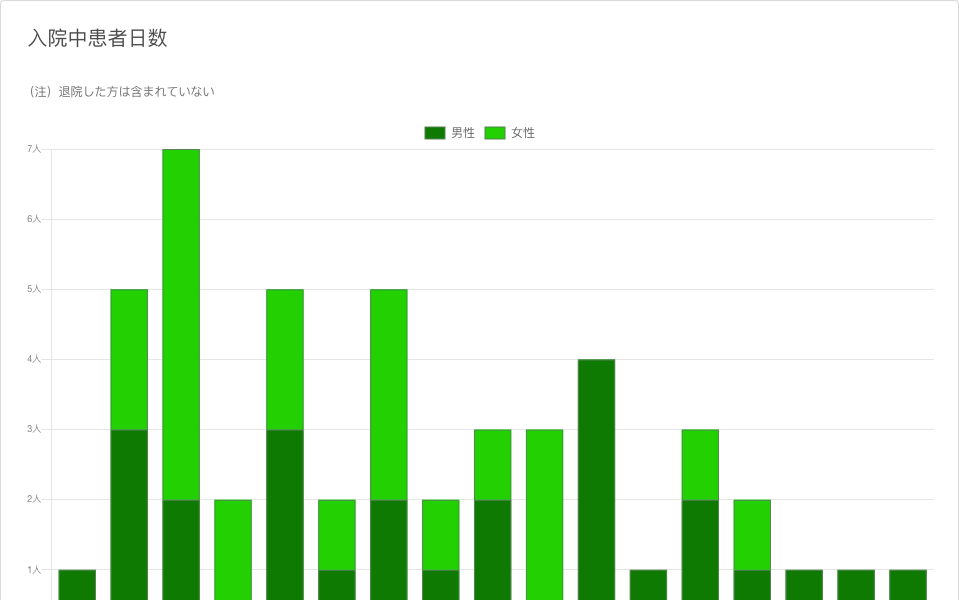 入院中患者日数
（注）退院した方は含まれていない
男性 女性
7人
6人
5人
4人
3人
2人
1人